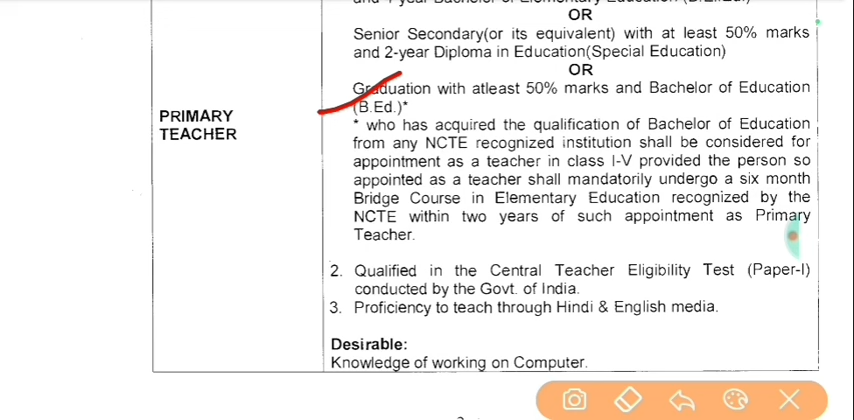 OR
Senior Secondary(or its equivalent) with at least 50% marks
and 2-year Diploma in Education(Special Education)
OR
Graduation with atleast 50% marks and Bachelor of Education
(B.Ed.)*
PRIMARY
TEACHER
* who has acquired the qualification of Bachelor of Education
from any NCTE recognized institution shall be considered for
appointment as a teacher in class I-V provided the person so
appointed as a teacher shall mandatorily undergo a six month
Bridge Course in Elementary Education recognized by the
NCTE within two years of such appointment as Primary
Teacher.
2. Qualified in the Central Teacher Eligibility Test (Paper-I)
conducted by the Govt. of India.
3. Proficiency to teach through Hindi & English media.
Desirable:
Knowledge of working on Computer.